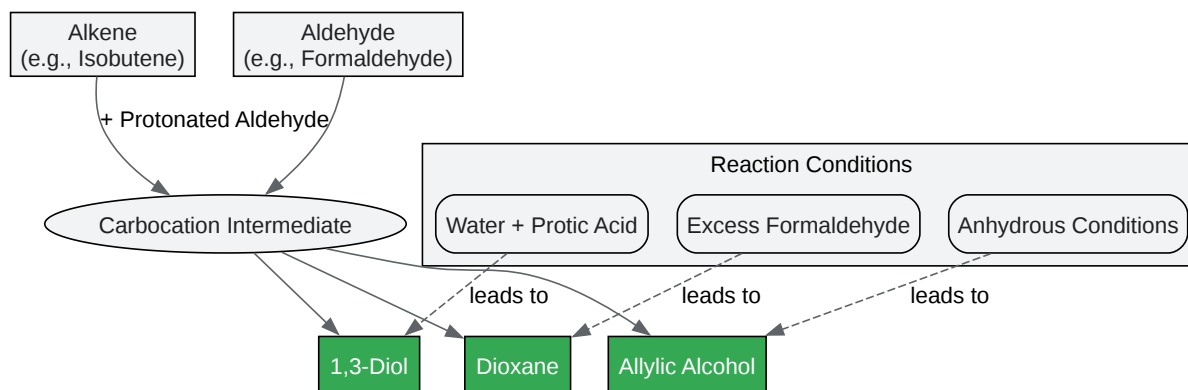 Alkene
(e.g., Isobutene)
Aldehyde
(e.g., Formaldehyde)
+ Protonated Aldehyde
Reaction Conditions
Carbocation Intermediate
Water + Protic Acid
Excess Formaldehyde
Anhydrous Conditions
leads to
leads to
leads to
1,3-Diol
Dioxane
Allylic Alcohol